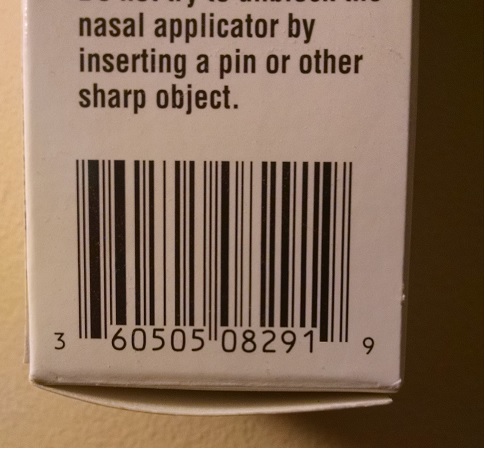 nasal applicator by
inserting a pin or other
sharp object.
3 60505 08291 9